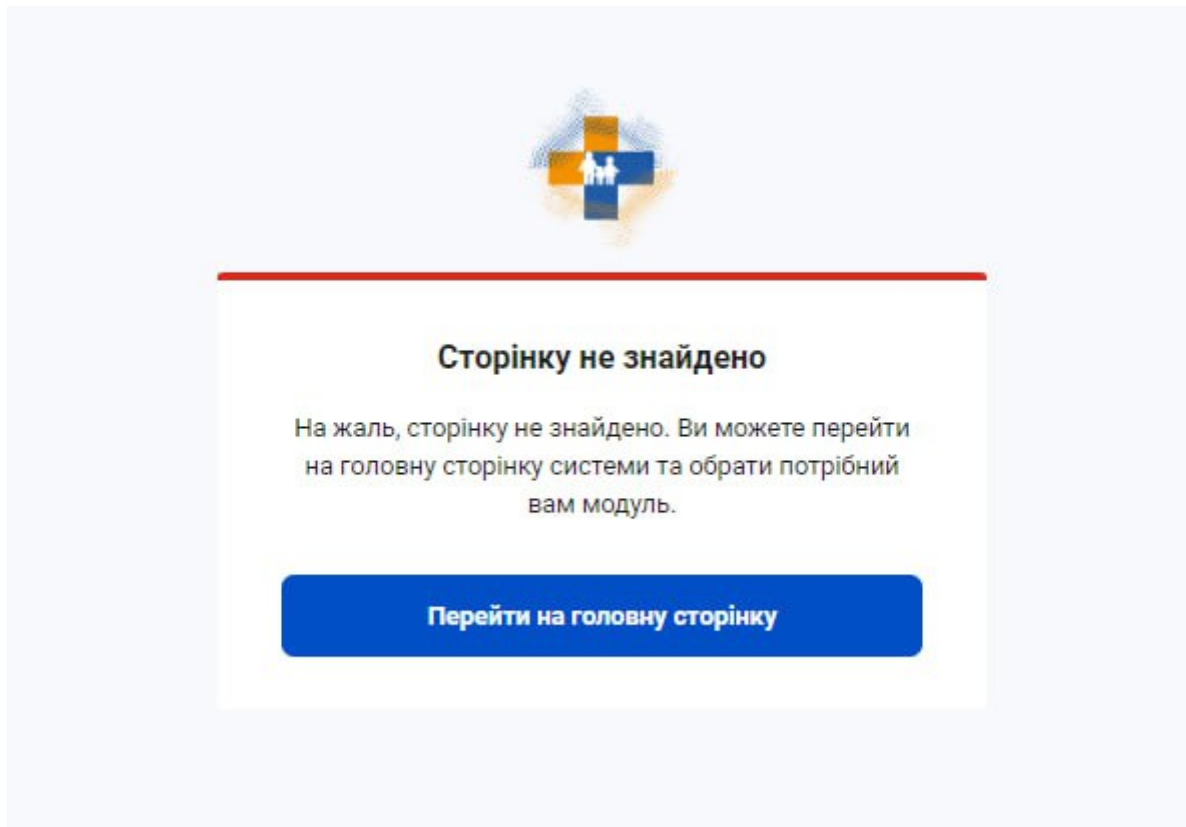 Сторінку не знайдено
На жаль, сторінку не знайдено. Ви можете перейти
на головну сторінку системи та обрати потрібний
вам модуль.
Перейти на головну сторінку